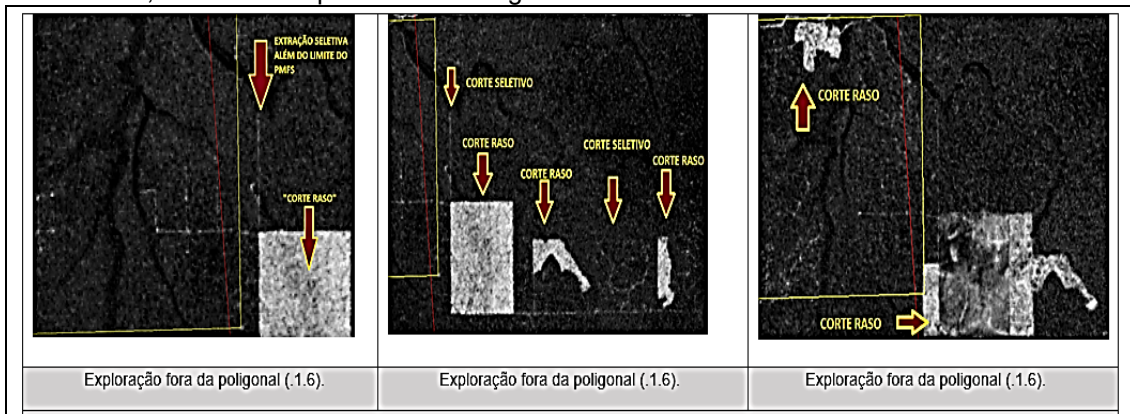 EXTRAÇÃO SELETIVA
ALÉM DO LIMITE DO
PMFS
"CORTE RASO"
CORTE SELETIVO
CORTE RASO
CORTE RASO
CORTE SELETIVO
CORTE RASO
CORTE RASO
CORTE RASO
Exploração fora da poligonal (.1.6).
Exploração fora da poligonal (.1.6).
Exploração fora da poligonal (.1.6).